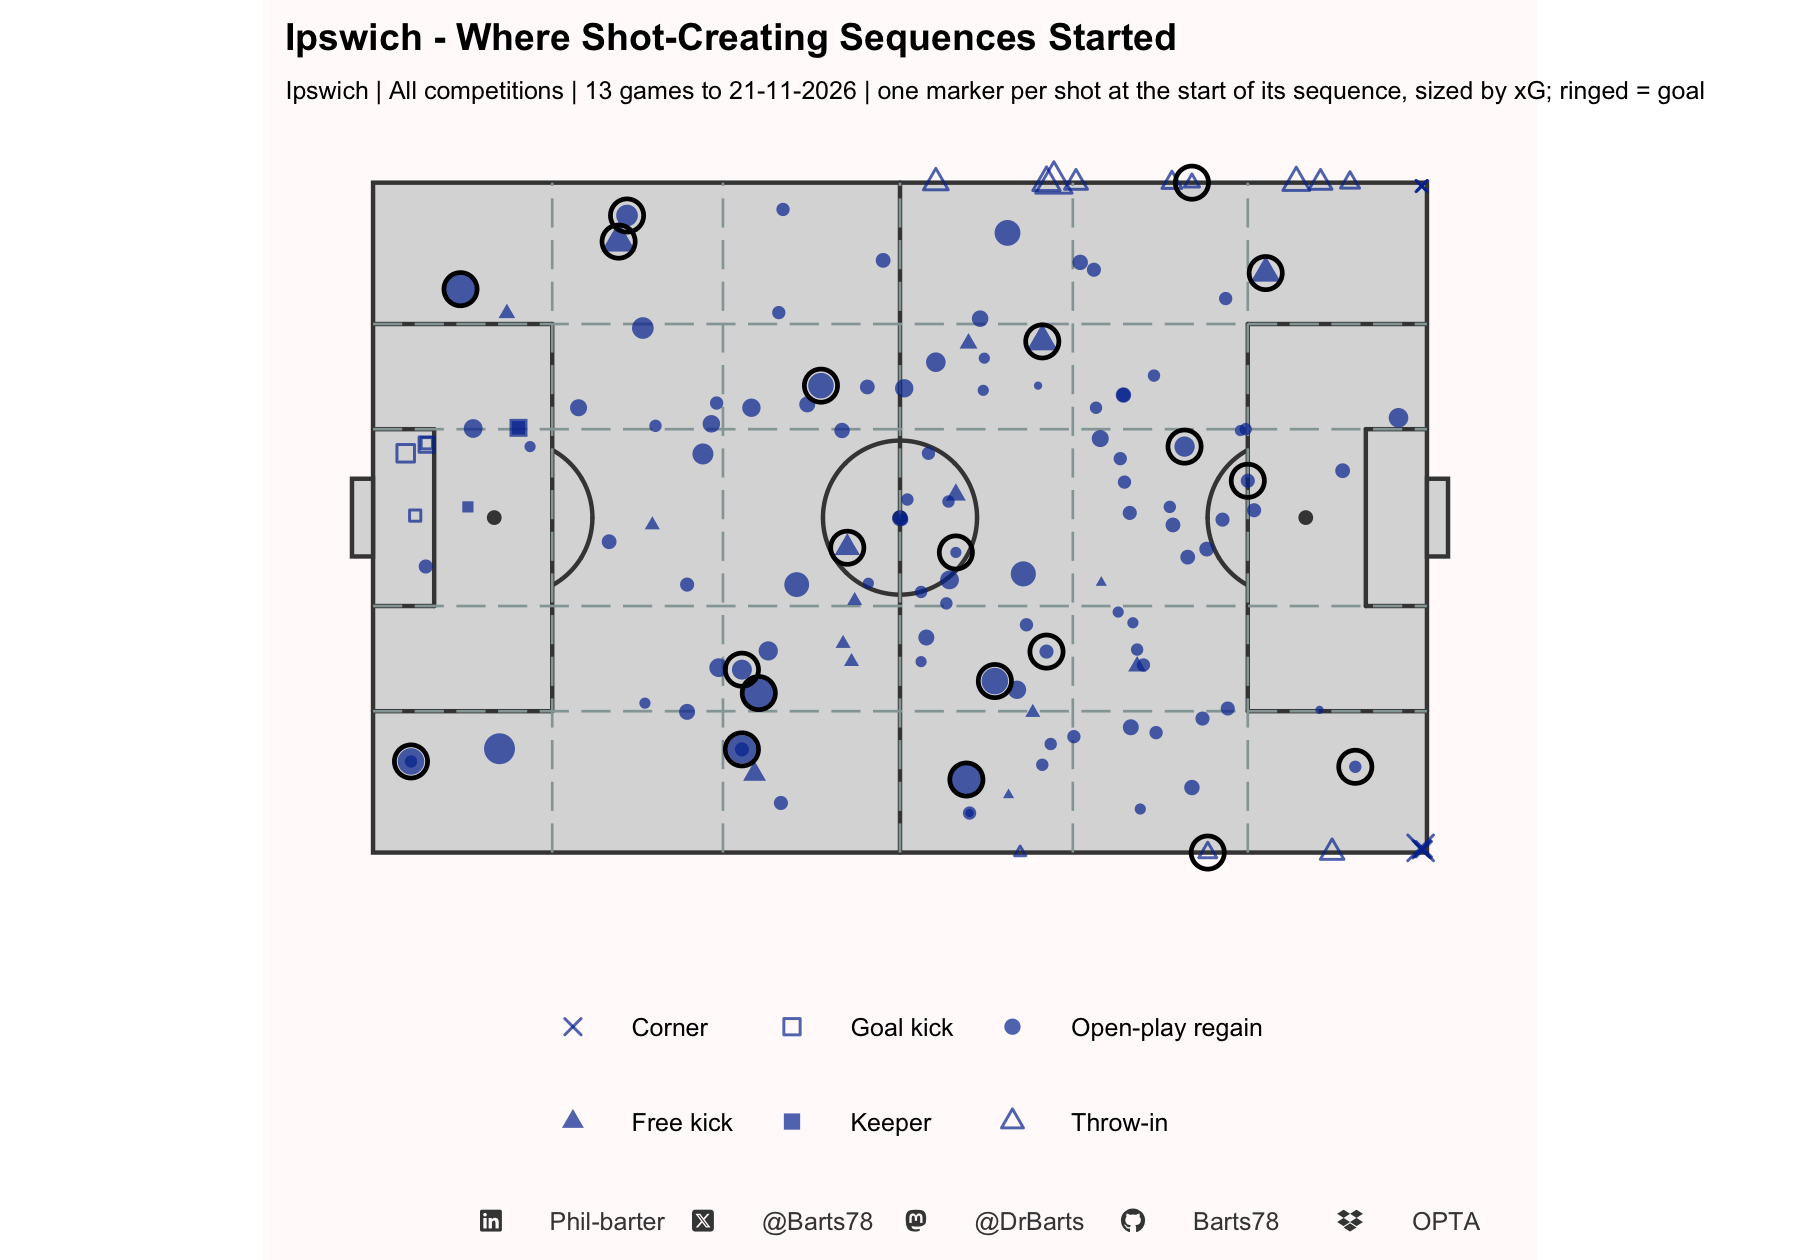 Ipswich - Where Shot-Creating Sequences Started
Ipswich | All competitions | 13 games to 21-11-2026 | one marker per shot at the start of its sequence, sized by xG; ringed = goal
Corner
Goal kick
Open-play regain
Free kick
Keeper
Throw-in
Phil-barter
@Barts78
@DrBarts
Barts78
OPTA